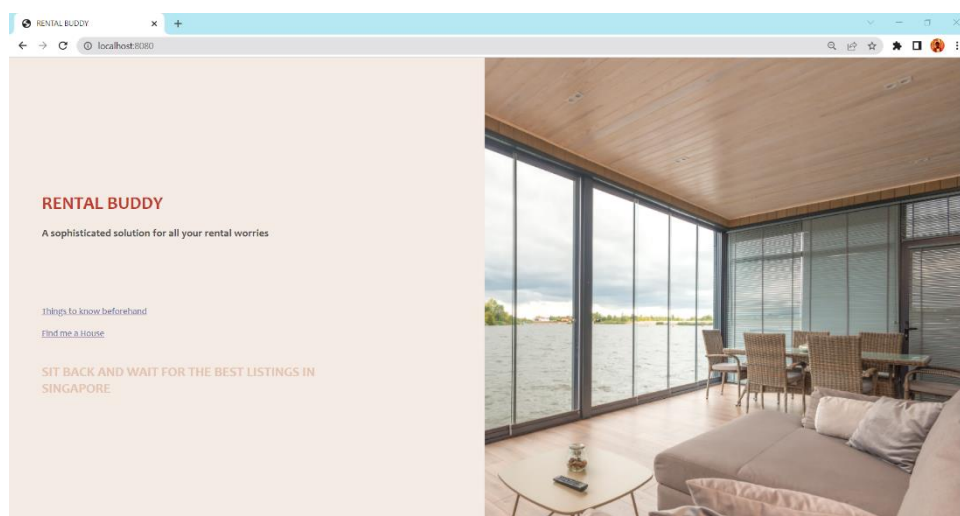 RENTAL BUDDY
localhost:8080
RENTAL BUDDY
A sophisticated solution for all your rental worries
Things to know beforehand
Find me a House
SIT BACK AND WAIT FOR THE BEST LISTINGS IN
SINGAPORE